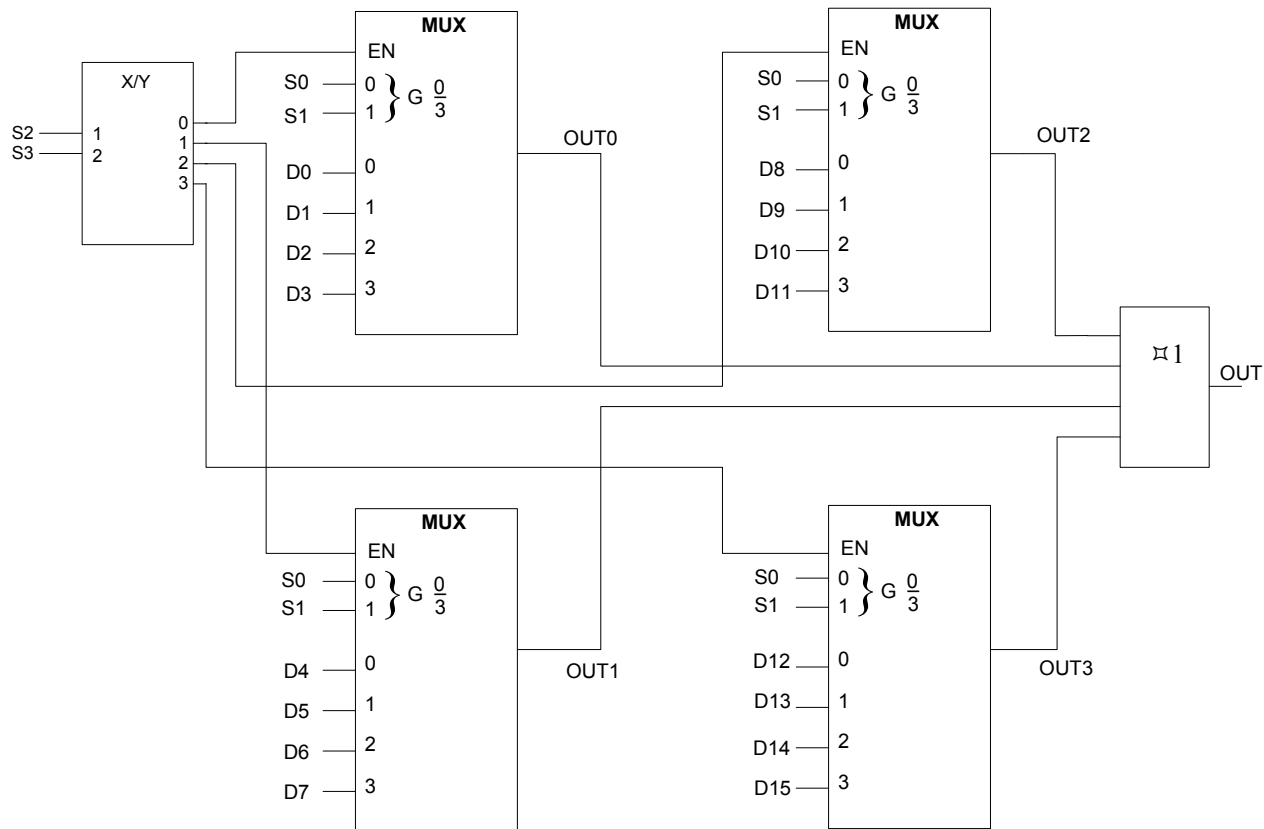 X/Y
S2 1
S3 2
0
1
2
3
MUX
EN
S0 0
S1 1 } G 0/3
D0 0
D1 1
D2 2
D3 3
OUT0
MUX
EN
S0 0
S1 1 } G 0/3
D8 0
D9 1
D10 2
D11 3
OUT2
¤1
OUT
MUX
EN
S0 0
S1 1 } G 0/3
D4 0
D5 1
D6 2
D7 3
OUT1
MUX
EN
S0 0
S1 1 } G 0/3
D12 0
D13 1
D14 2
D15 3
OUT3